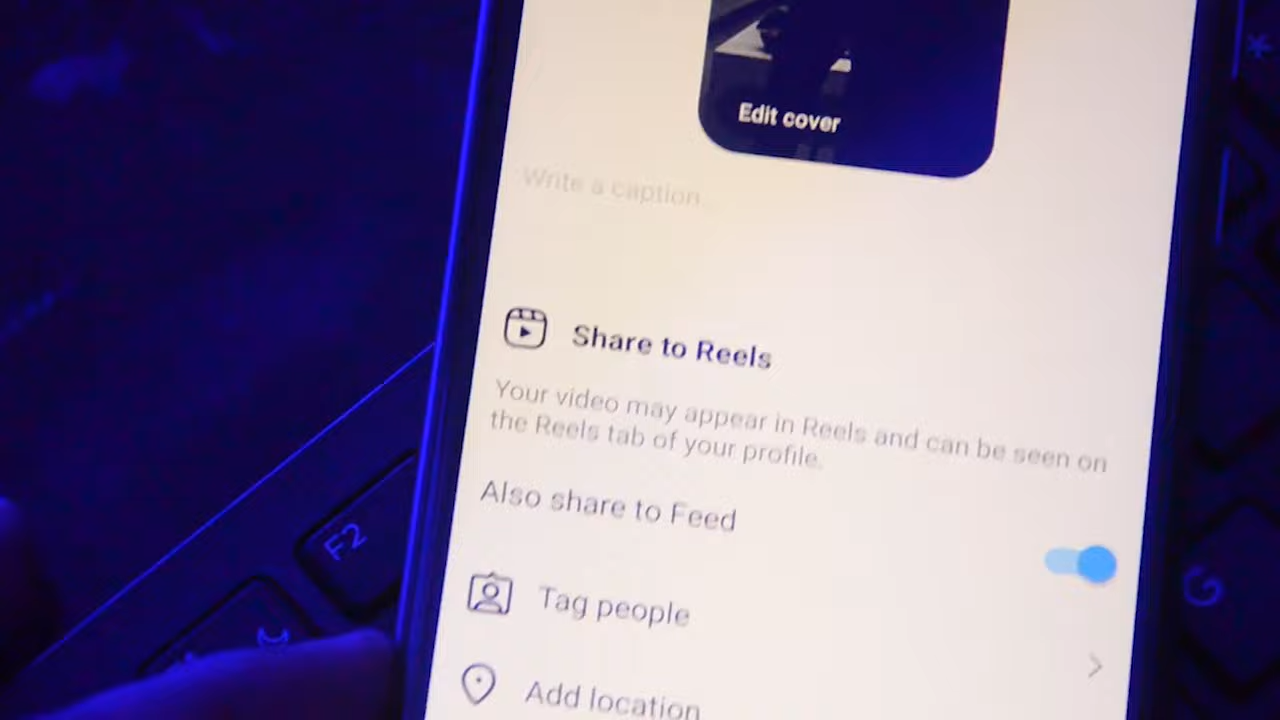 Edit cover
Write a caption...
Share to Reels
Your video may appear in Reels and can be seen on
the Reels tab of your profile.
Also share to Feed
F2
Tag people
Add location